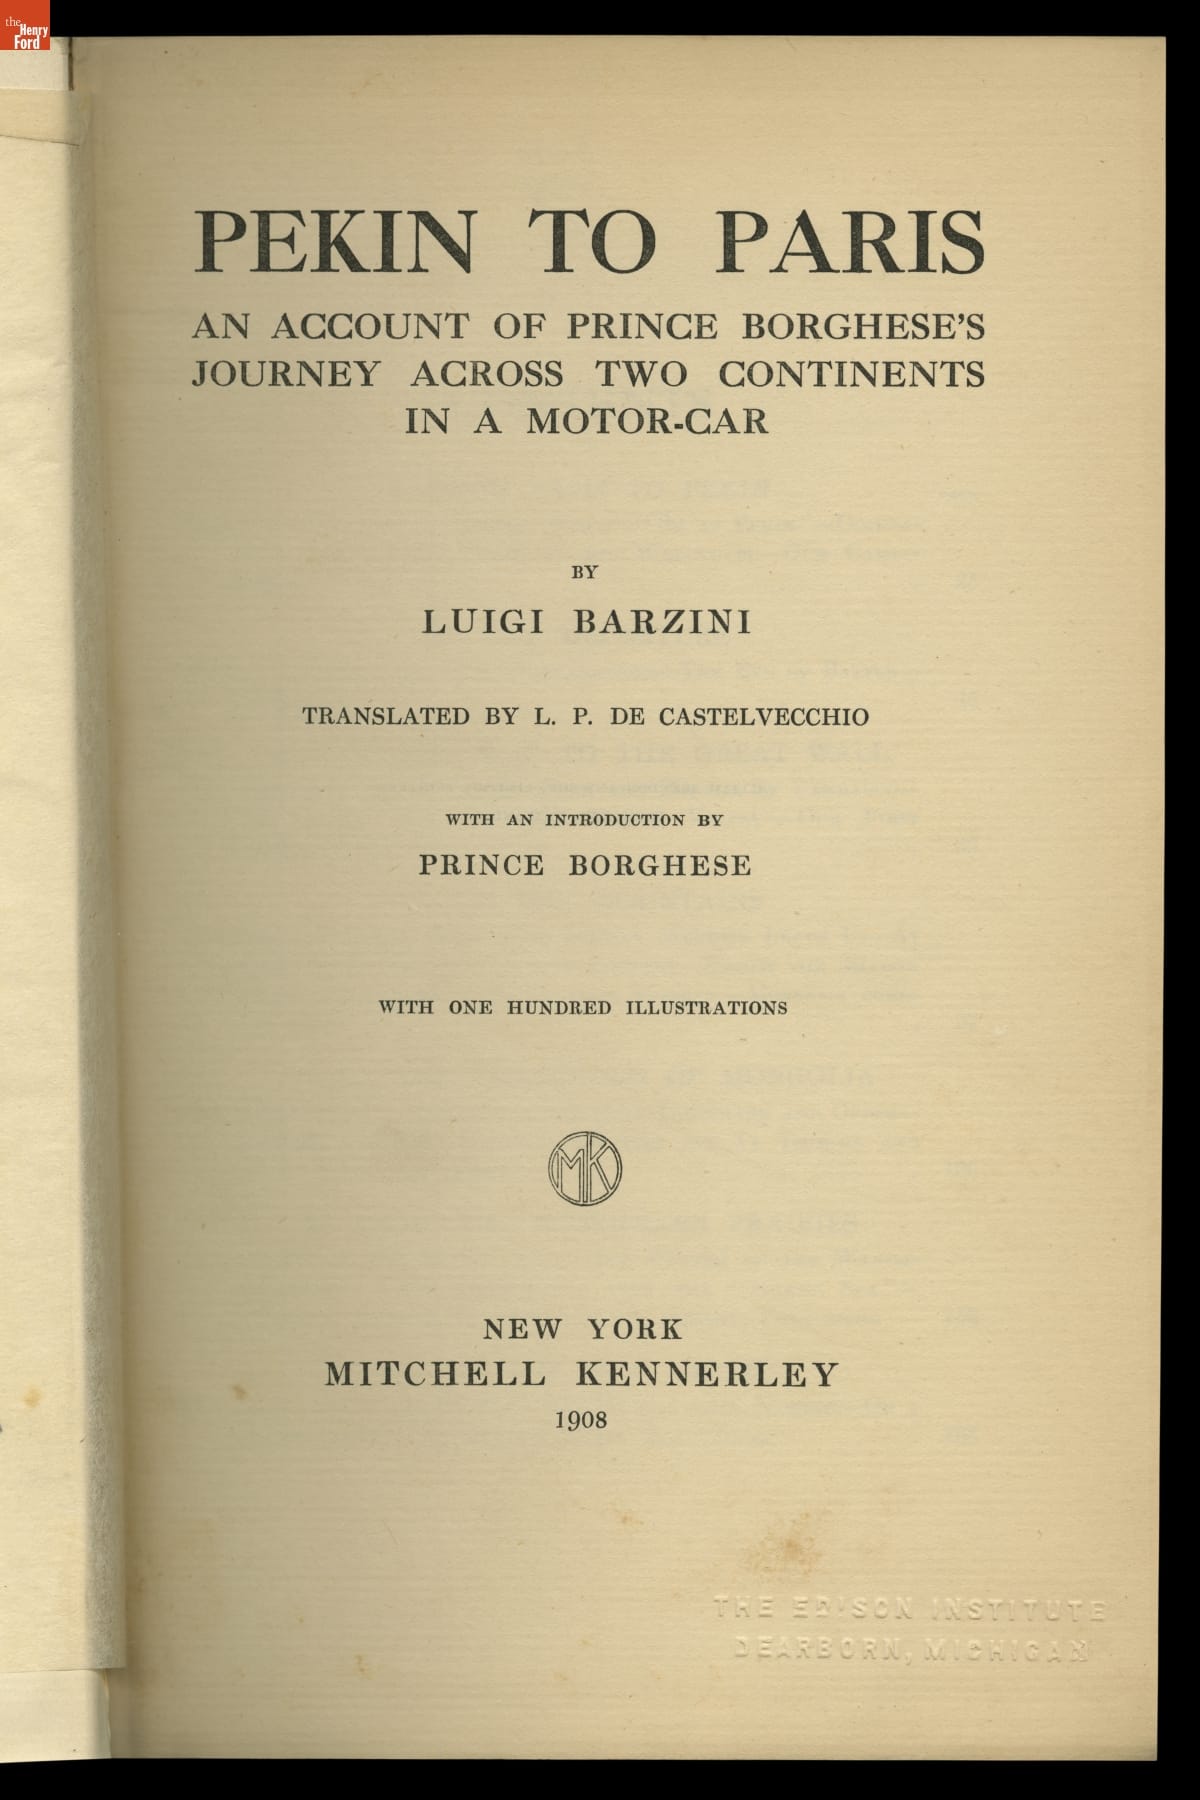 the
Henry
Ford
PEKIN TO PARIS
AN ACCOUNT OF PRINCE BORGHESE'S
JOURNEY ACROSS TWO CONTINENTS
IN A MOTOR-CAR
BY
LUIGI BARZINI
TRANSLATED BY L. P. DE CASTELVECCHIO
WITH AN INTRODUCTION BY
PRINCE BORGHESE
WITH ONE HUNDRED ILLUSTRATIONS
MK
NEW YORK
MITCHELL KENNERLEY
1908
THE EDISON INSTITUTE
DEARBORN, MICHIGAN